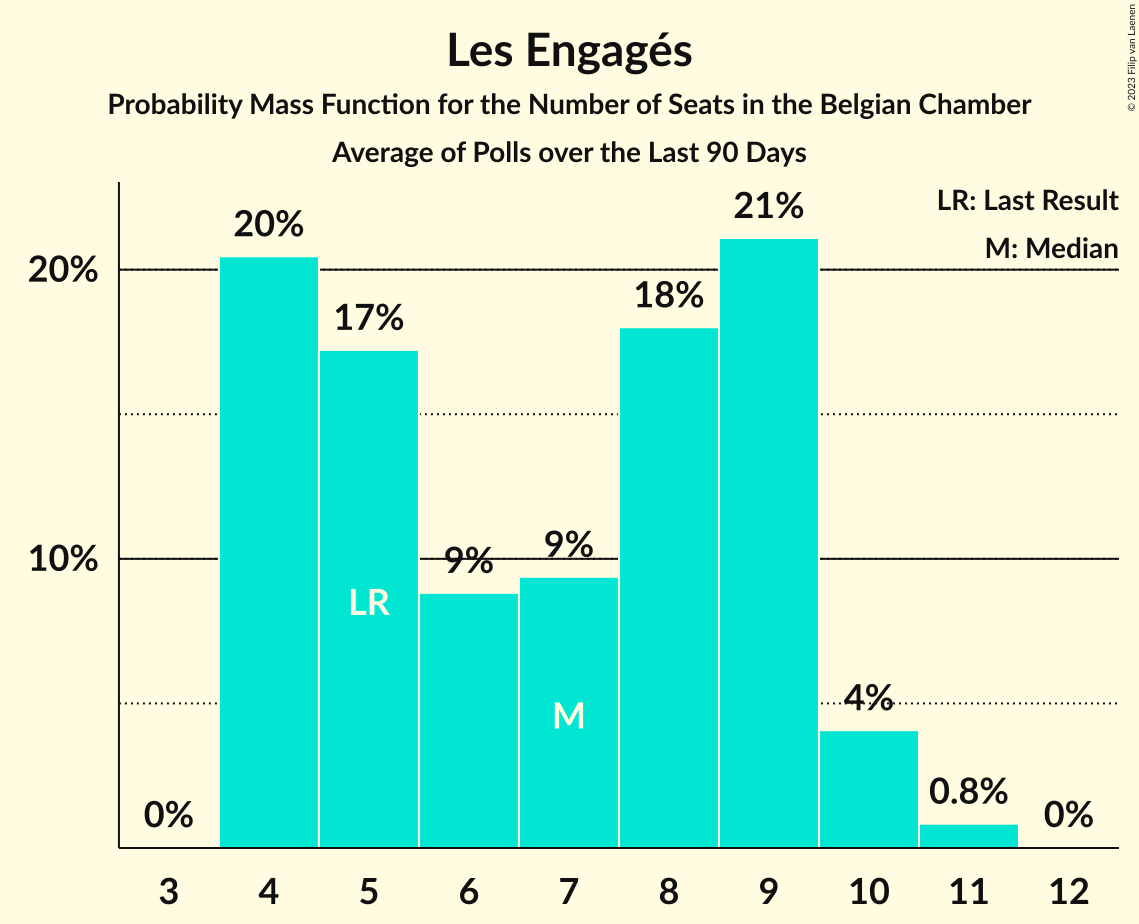 Les Engagés
Probability Mass Function for the Number of Seats in the Belgian Chamber
Average of Polls over the Last 90 Days
© 2023 Filip van Laenen
LR: Last Result
M: Median
20%
10%
0%
20%
17%
9%
9%
18%
21%
4%
0.8%
0%
LR
M
3 4 5 6 7 8 9 10 11 12